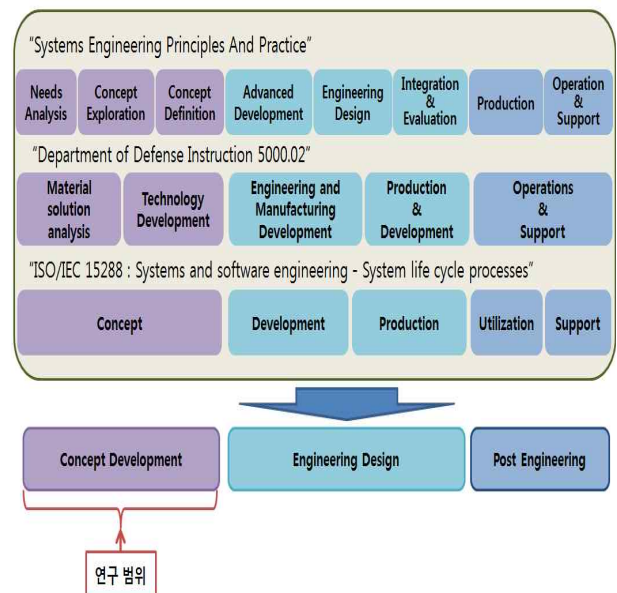 "Systems Engineering Principles And Practice"
Needs
Analysis
Concept
Exploration
Concept
Definition
Advanced
Development
Engineering
Design
Integration
&
Evaluation
Production
Operation
&
Support
"Department of Defense Instruction 5000.02"
Material
solution
analysis
Technology
Development
Engineering and
Manufacturing
Development
Production
&
Development
Operations
&
Support
"ISO/IEC 15288 : Systems and software engineering - System life cycle processes"
Concept
Development
Production
Utilization
Support
Concept Development
Engineering Design
Post Engineering
연구 범위